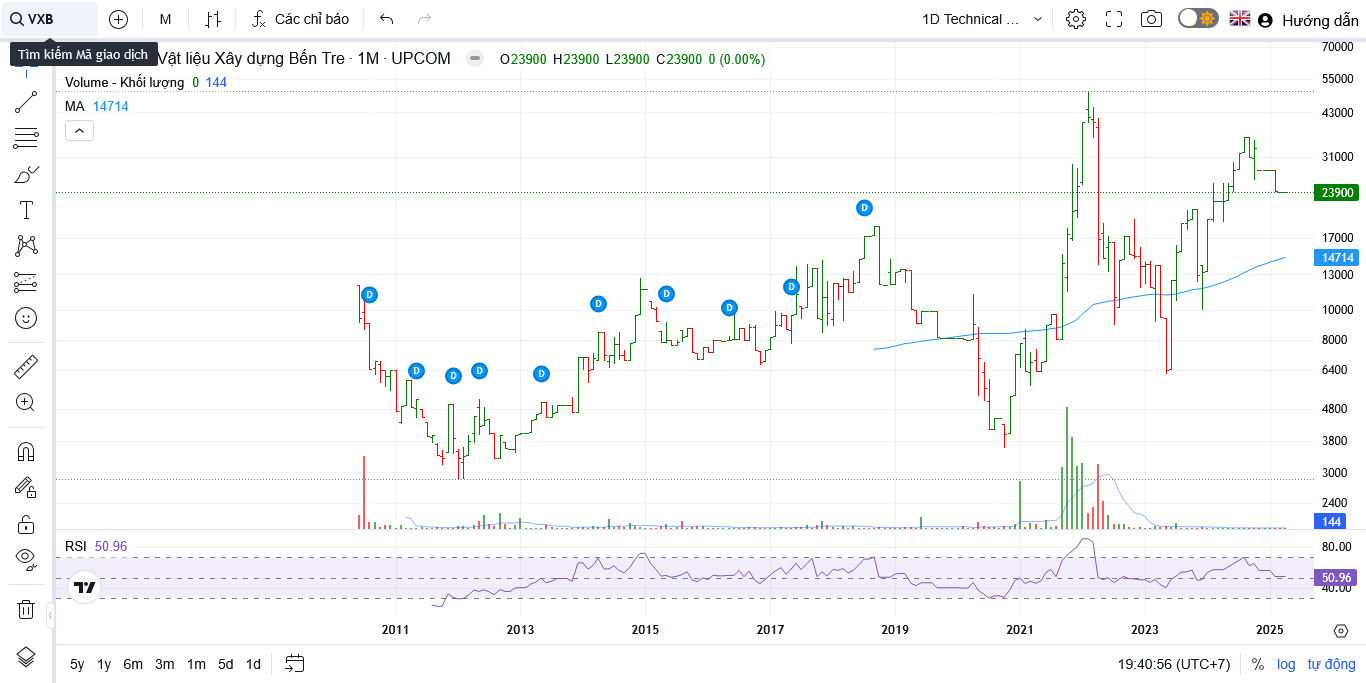 VXB
M
Các chỉ báo
1D Technical ...
Hướng dẫn
Tìm kiếm Mã giao dịch
Vật liệu Xây dựng Bến Tre · 1M · UPCOM
O23900 H23900 L23900 C23900 0 (0.00%)
Volume - Khối lượng 0 144
MA 14714
70000
55000
43000
31000
23900
17000
14714
13000
10000
8000
6400
4800
3800
3000
2400
144
D
D
D
D
D
D
D
D
D
D
RSI 50.96
80.00
50.96
40.00
2011
2013
2015
2017
2019
2021
2023
2025
5y 1y 6m 3m 1m 5d 1d
19:40:56 (UTC+7)
% log tự động